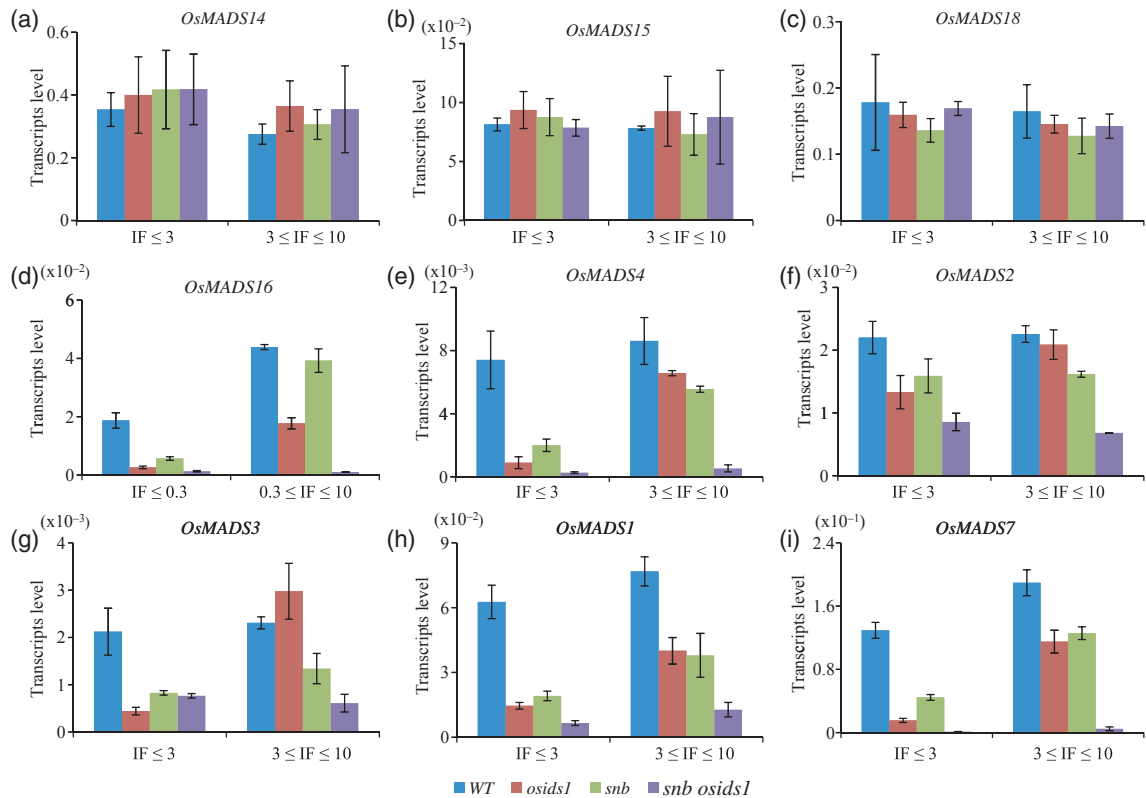 (a) OsMADS14
Transcripts level
0.6
0.4
0.2
0
IF ≤ 3 3 ≤ IF ≤ 10
(b) (x10⁻²) OsMADS15
Transcripts level
15
10
5
0
IF ≤ 3 3 ≤ IF ≤ 10
(c) OsMADS18
Transcripts level
0.3
0.2
0.1
0
IF ≤ 3 3 ≤ IF ≤ 10
(d) (x10⁻²) OsMADS16
Transcripts level
6
4
2
0
IF ≤ 0.3 0.3 ≤ IF ≤ 10
(e) (x10⁻³) OsMADS4
Transcripts level
12
9
6
3
0
IF ≤ 3 3 ≤ IF ≤ 10
(f) (x10⁻²) OsMADS2
Transcripts level
3
2
1
0
IF ≤ 3 3 ≤ IF ≤ 10
(g) (x10⁻³) OsMADS3
Transcripts level
4
3
2
1
0
IF ≤ 3 3 ≤ IF ≤ 10
(h) (x10⁻²) OsMADS1
Transcripts level
9
6
3
0
IF ≤ 3 3 ≤ IF ≤ 10
(i) (x10⁻¹) OsMADS7
Transcripts level
2.4
1.6
0.8
0
IF ≤ 3 3 ≤ IF ≤ 10
WT osids1 snb snb osids1